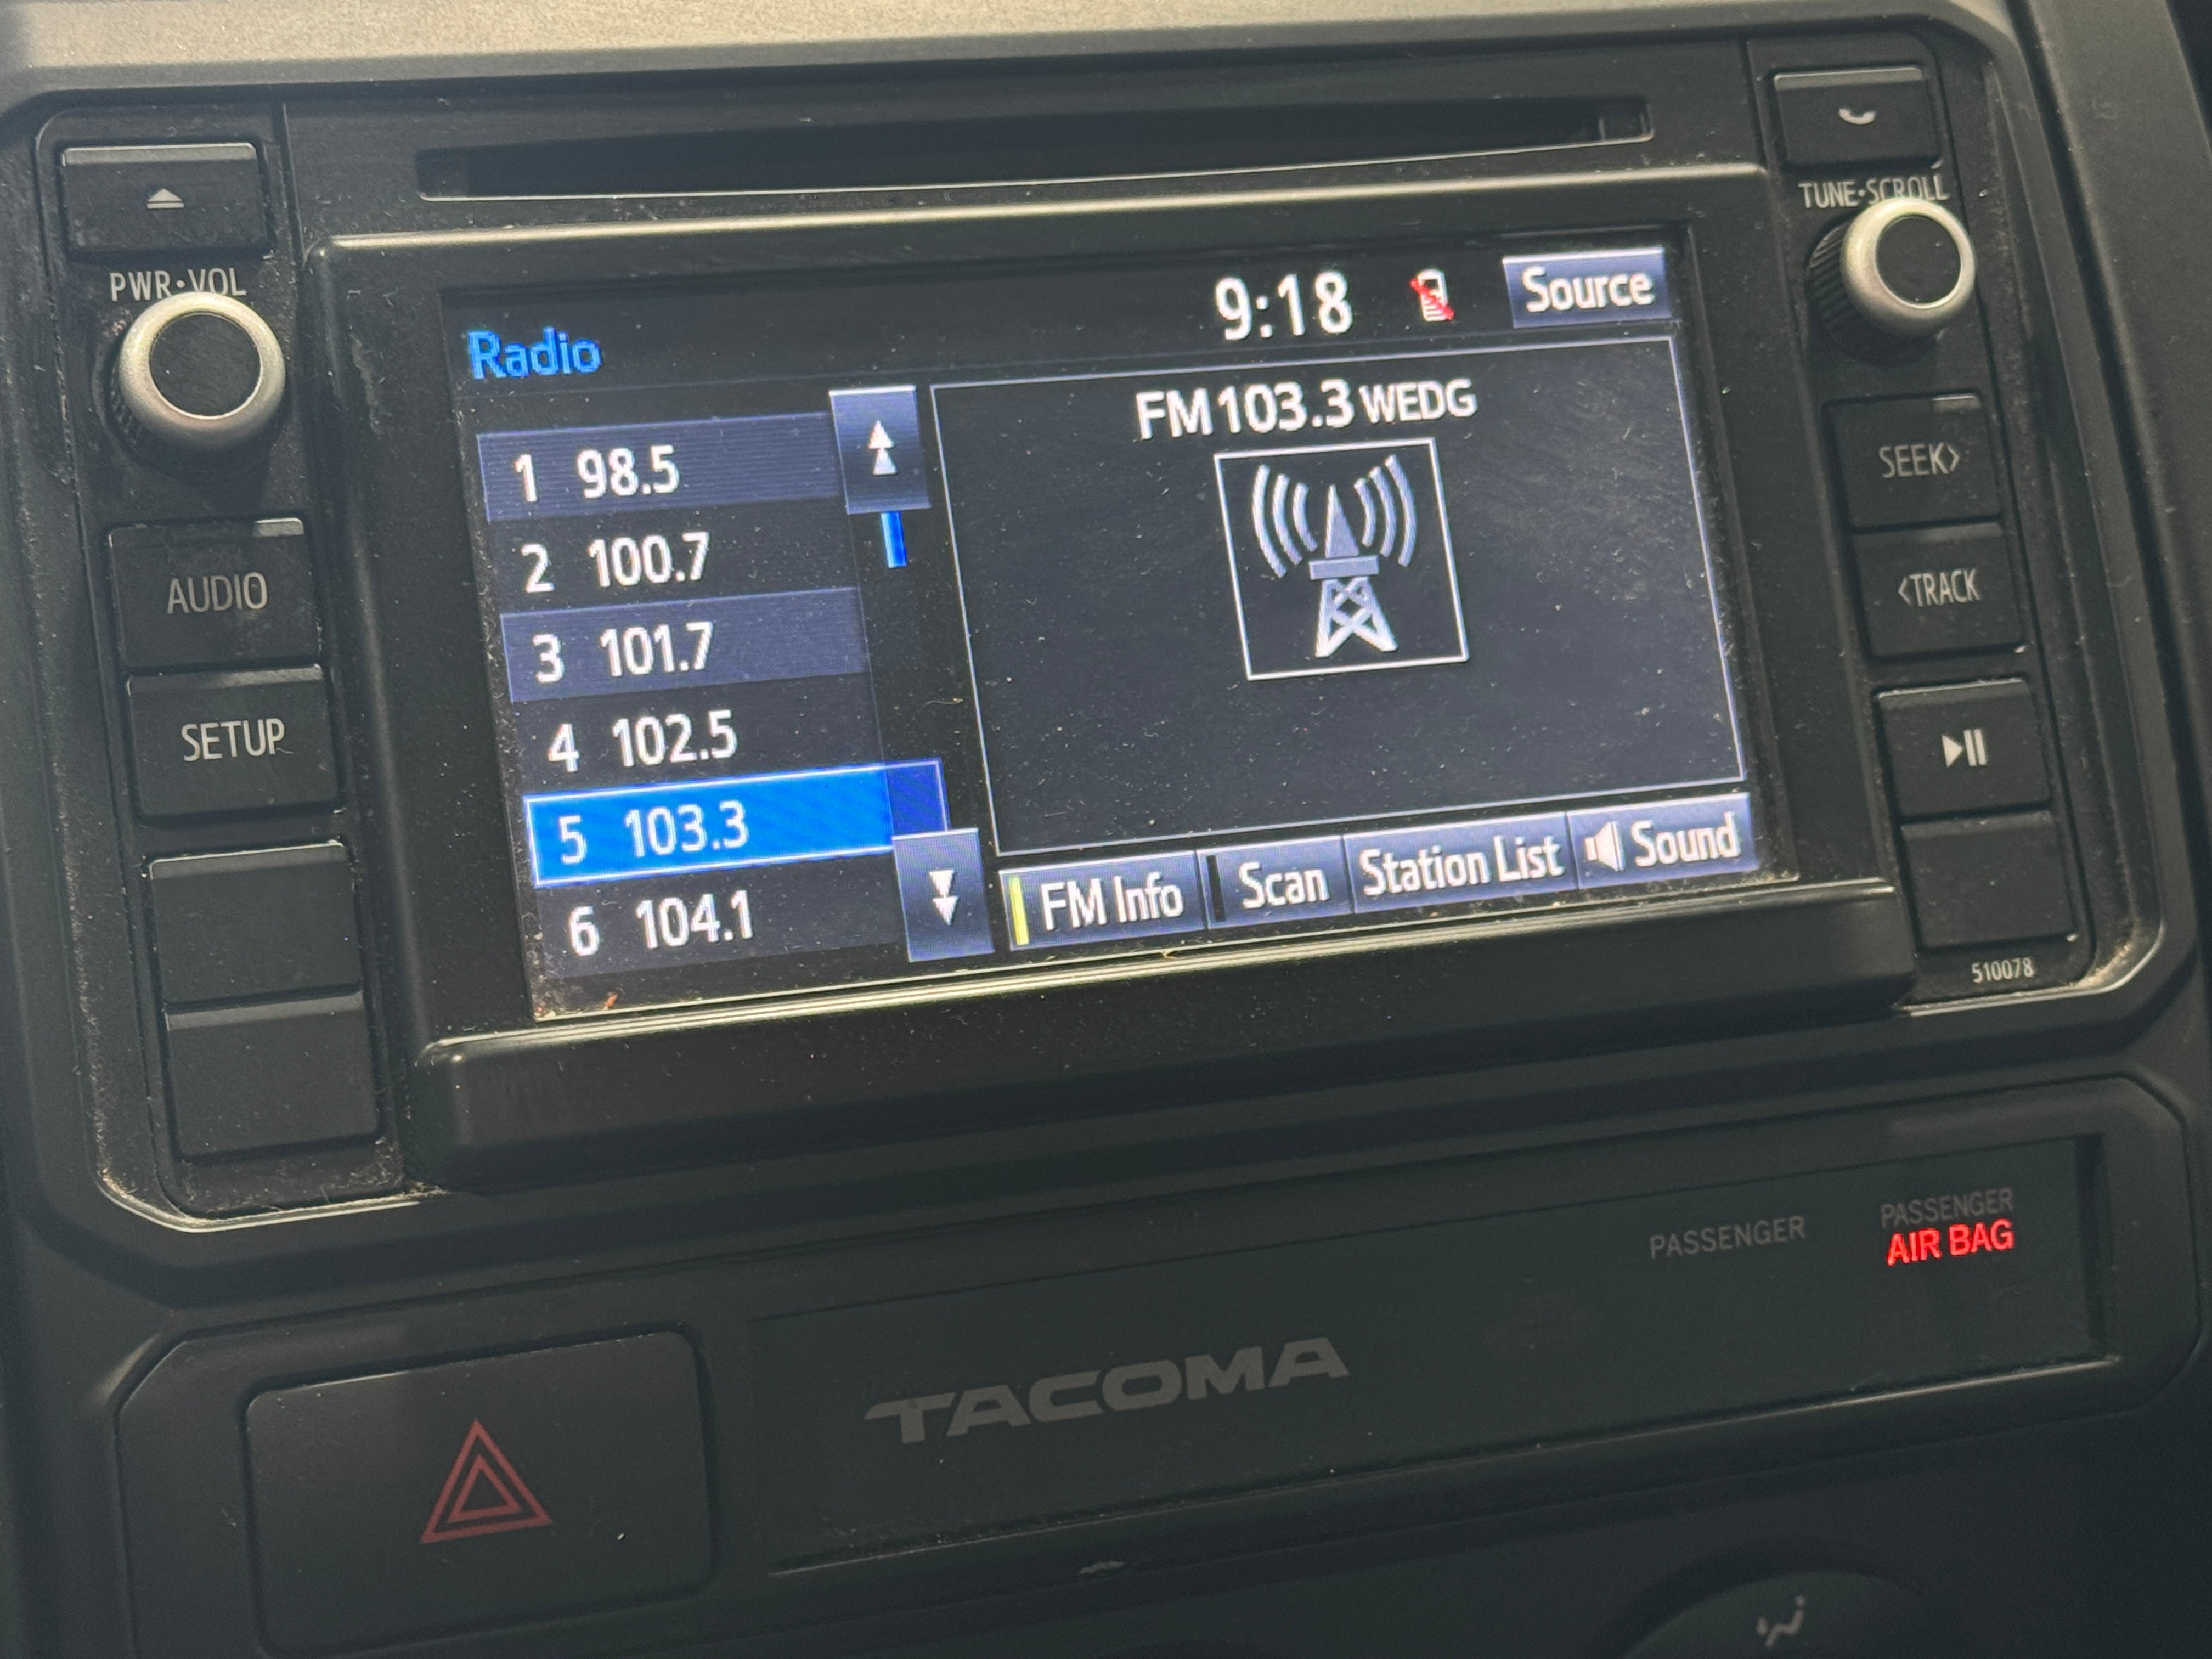 PWR•VOL
AUDIO
SETUP
Radio
9:18
Source
1 98.5
2 100.7
3 101.7
4 102.5
5 103.3
6 104.1
FM 103.3 WEDG
FM Info
Scan
Station List
Sound
TUNE•SCROLL
SEEK>
<TRACK
510078
PASSENGER
PASSENGER
AIR BAG
TACOMA